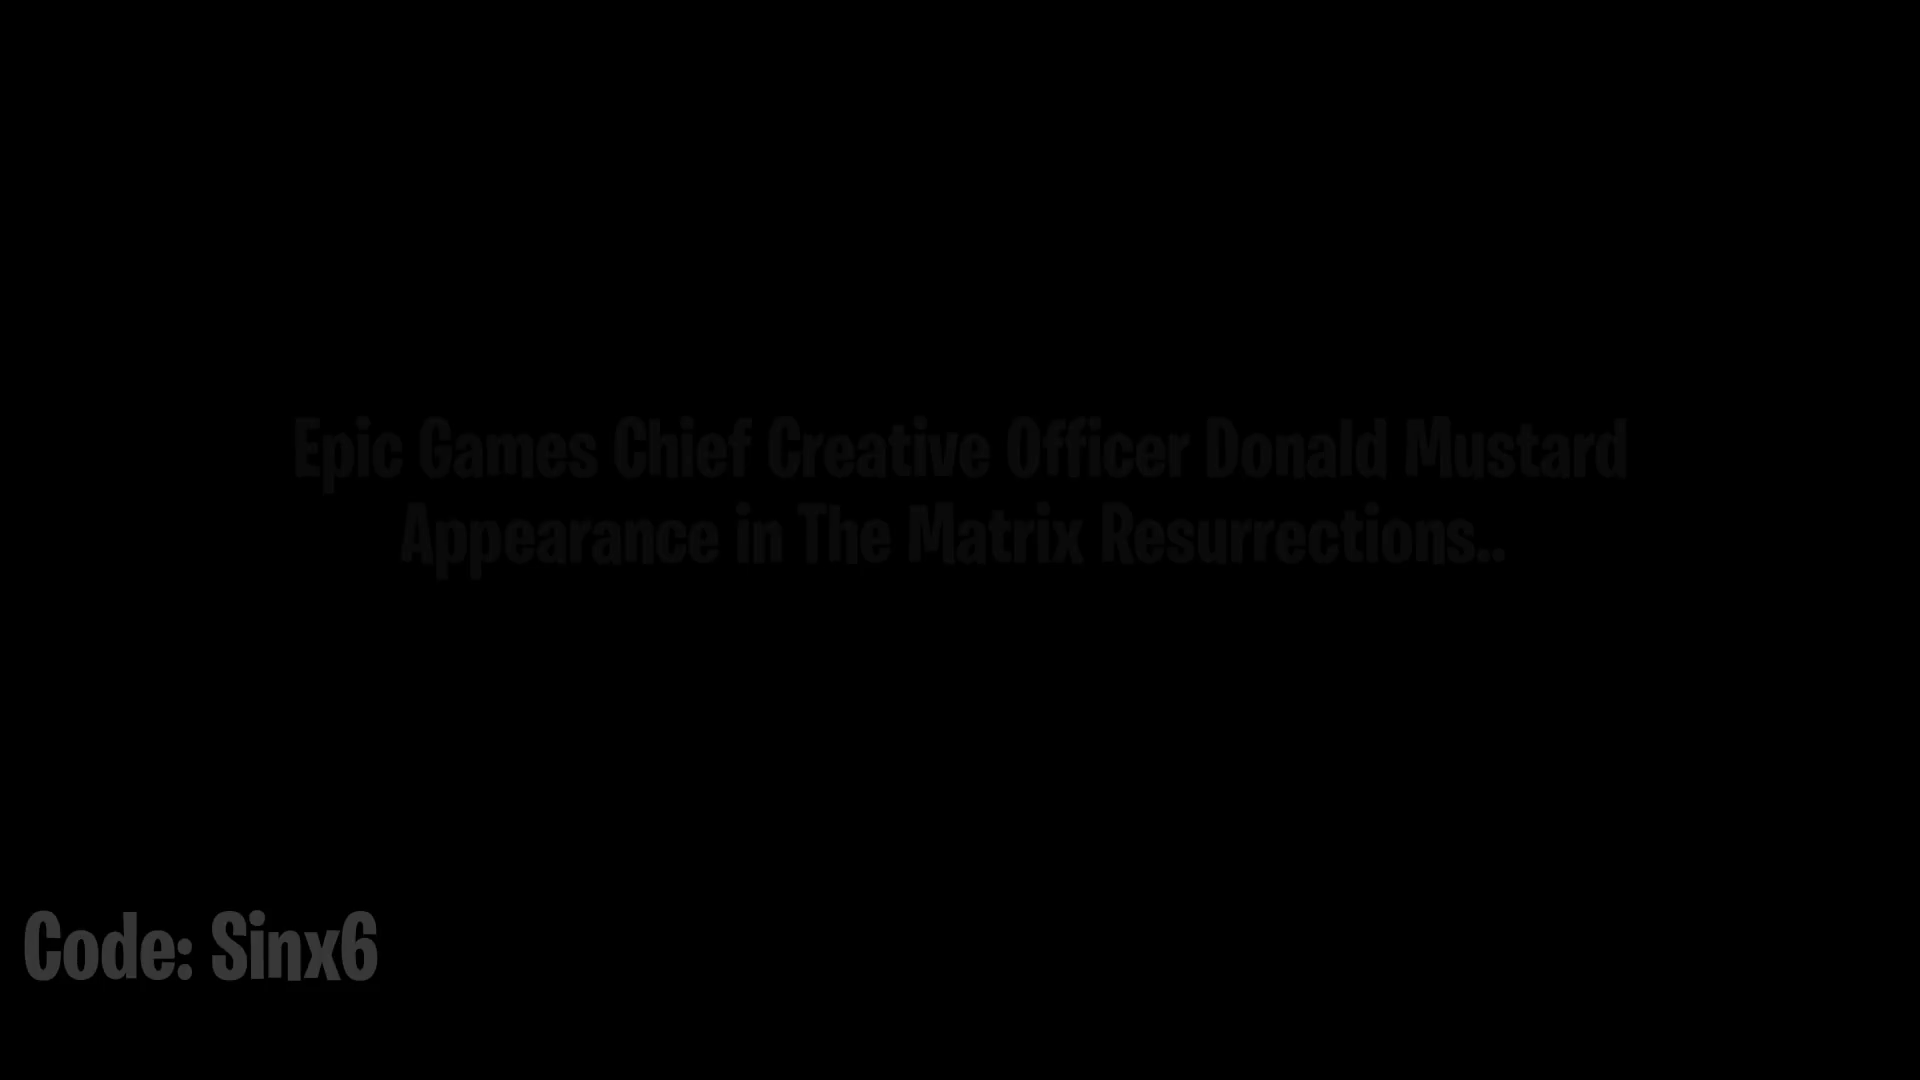 Epic Games Chief Creative Officer Donald Mustard
Appearance in The Matrix Resurrections..
Code: Sinx6